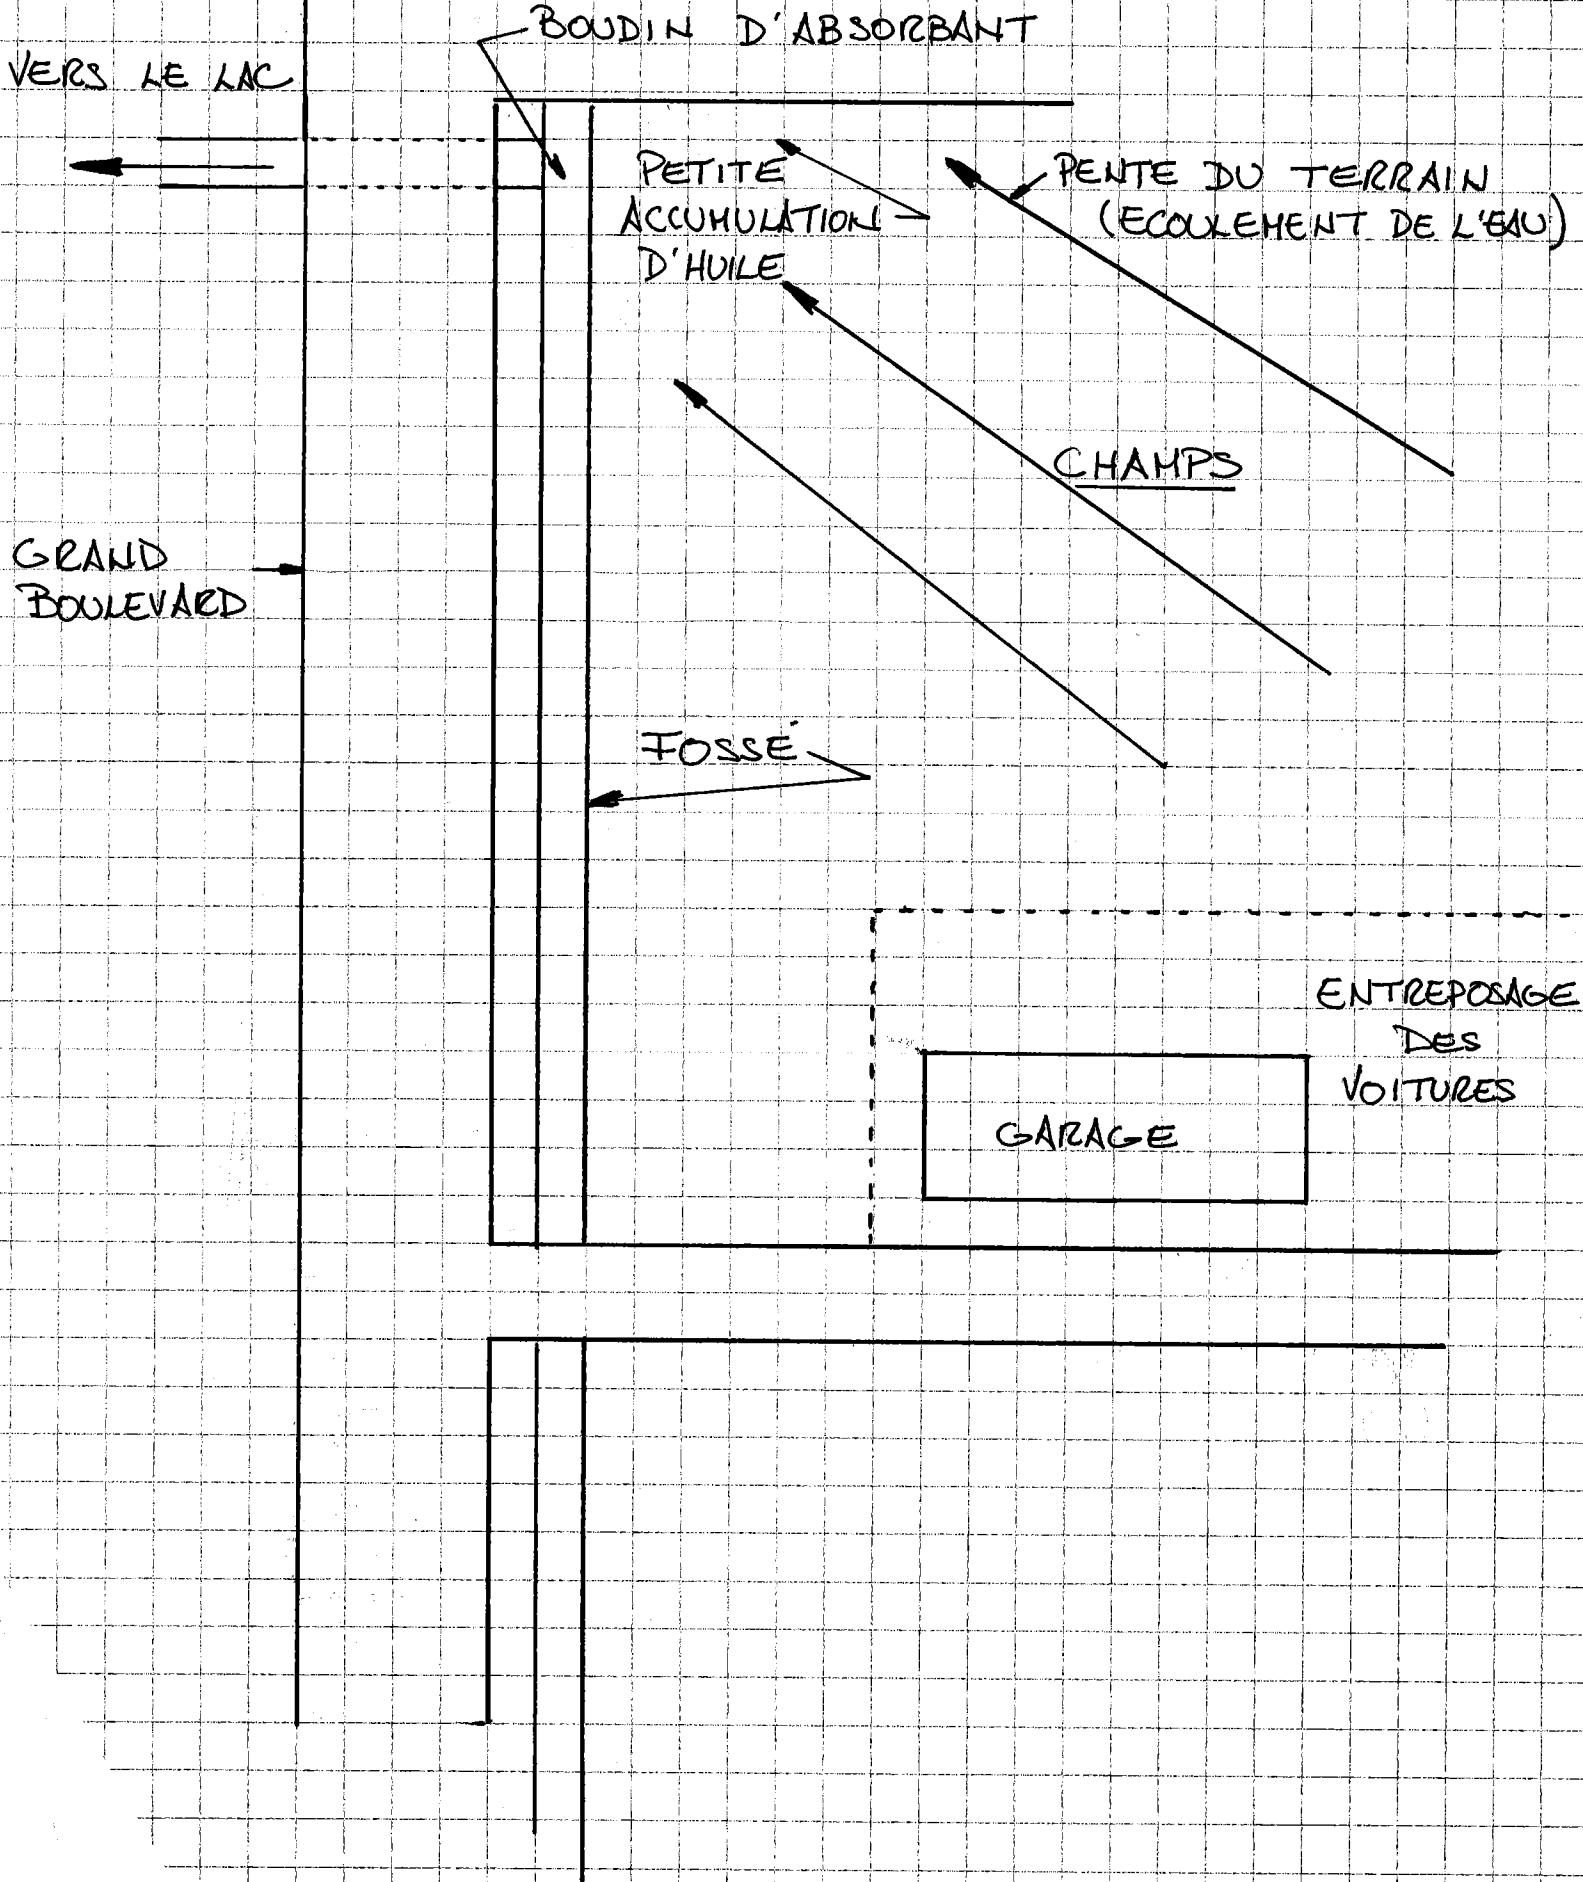 BOUDIN D'ABSORBANT
VERS LE LAC
PETITE
ACCUMULATION
D'HUILE
PENTE DU TERRAIN
(ECOULEMENT DE L'EAU)
CHAMPS
GRAND
BOULEVARD
FOSSÉ
ENTREPOSAGE
DES
VOITURES
GARAGE